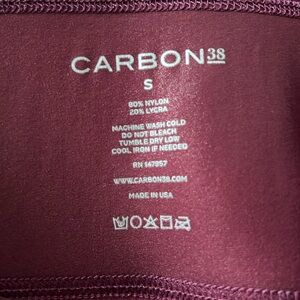 CARBON38
S
80% NYLON
20% LYCRA
MACHINE WASH COLD
DO NOT BLEACH
TUMBLE DRY LOW
COOL IRON IF NEEDED
RN 147957
WWW.CARBON38.COM
MADE IN USA